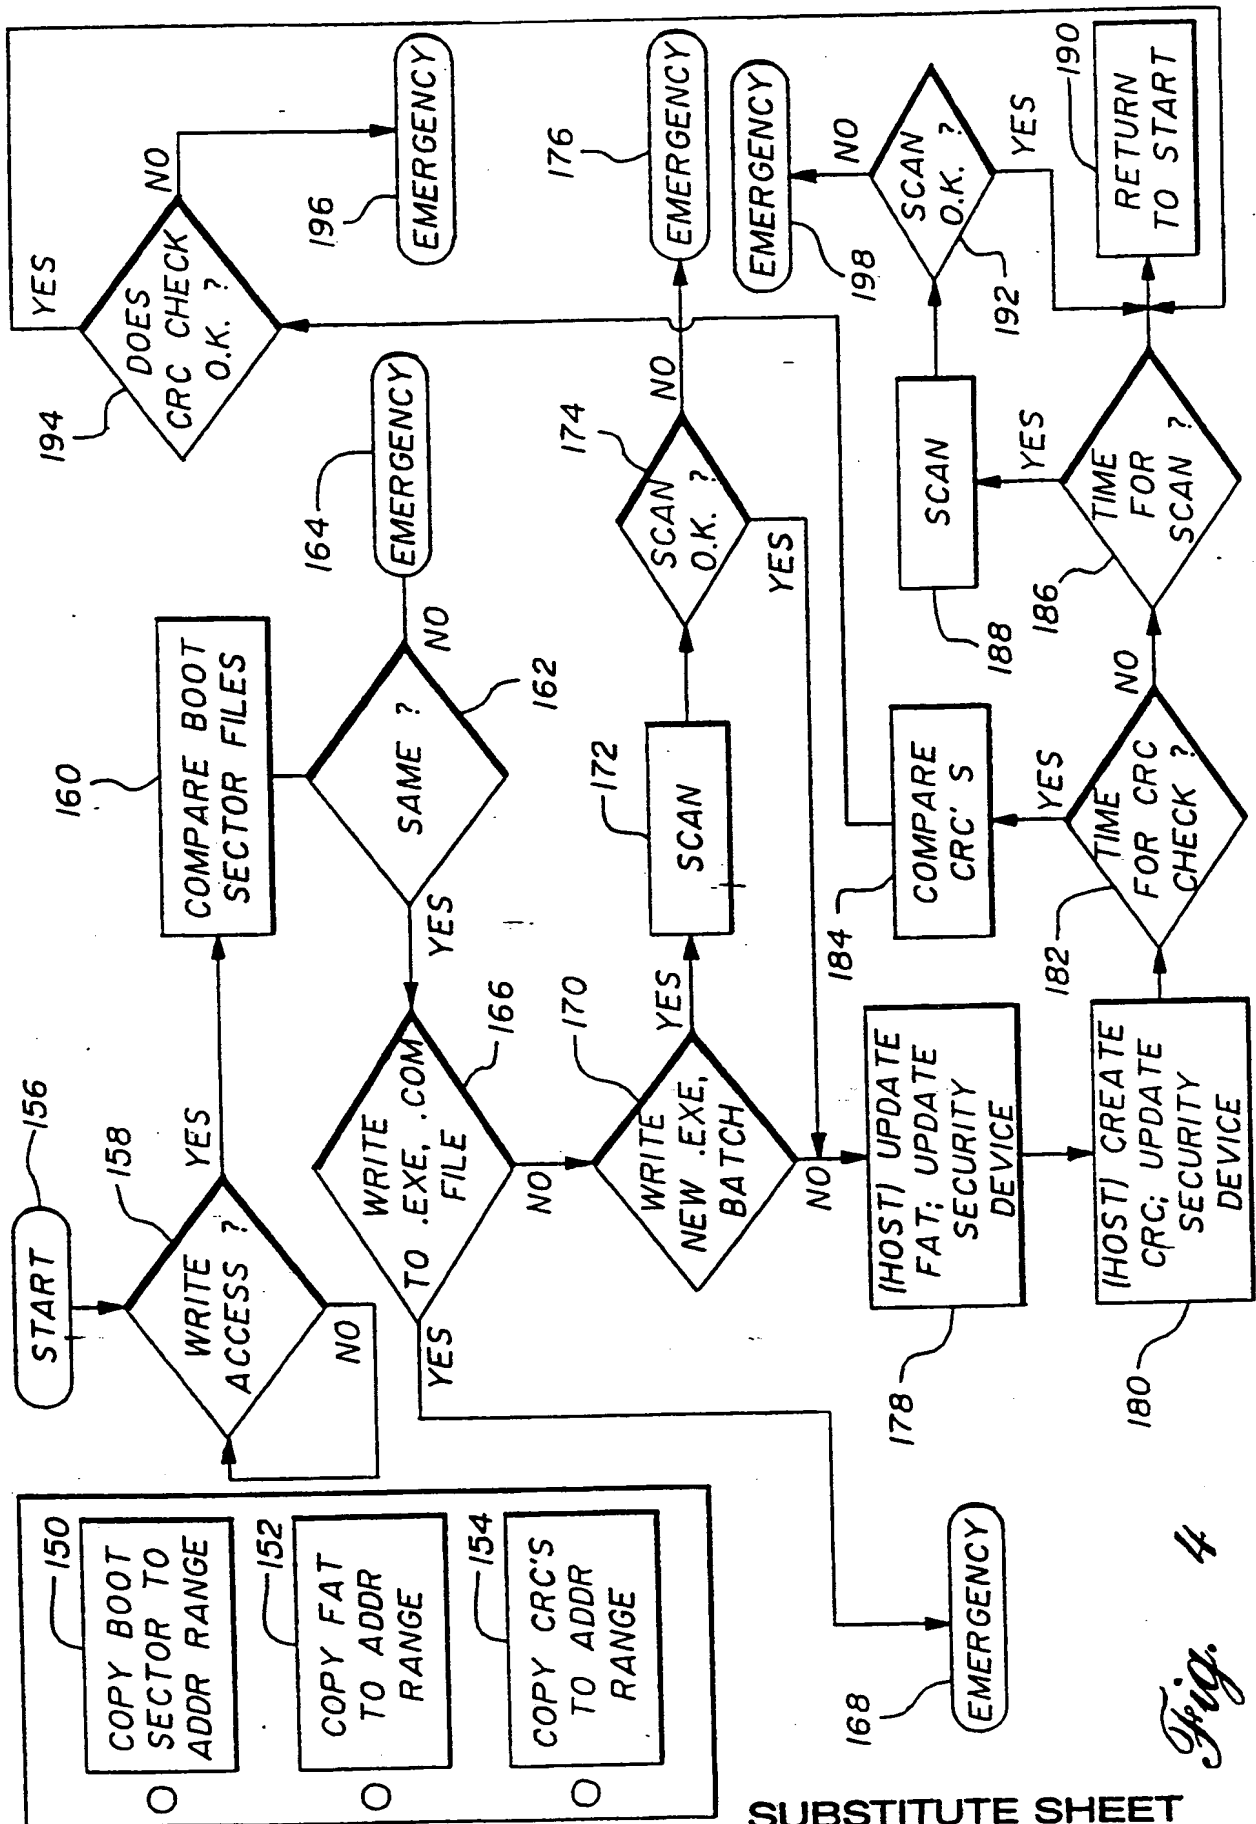 150
COPY BOOT
SECTOR TO
ADDR RANGE
152
COPY FAT
TO ADDR
RANGE
154
COPY CRC'S
TO ADDR
RANGE
START
156
158
WRITE
ACCESS ?
YES
NO
160
COMPARE BOOT
SECTOR FILES
162
SAME ?
NO
YES
164
EMERGENCY
166
WRITE
TO .EXE, .COM
FILE
YES
NO
168
EMERGENCY
170
WRITE
NEW .EXE,
BATCH
YES
NO
172
SCAN
174
SCAN
O.K. ?
NO
YES
176
EMERGENCY
178
(HOST) UPDATE
FAT; UPDATE
SECURITY
DEVICE
180
(HOST) CREATE
CRC; UPDATE
SECURITY
DEVICE
182
TIME
FOR CRC
CHECK ?
YES
NO
184
COMPARE
CRC' S
186
TIME
FOR
SCAN ?
YES
188
SCAN
192
SCAN
O.K. ?
NO
YES
198
EMERGENCY
190
RETURN
TO START
194
DOES
CRC CHECK
O.K. ?
YES
NO
196
EMERGENCY
Fig. 4
SUBSTITUTE SHEET